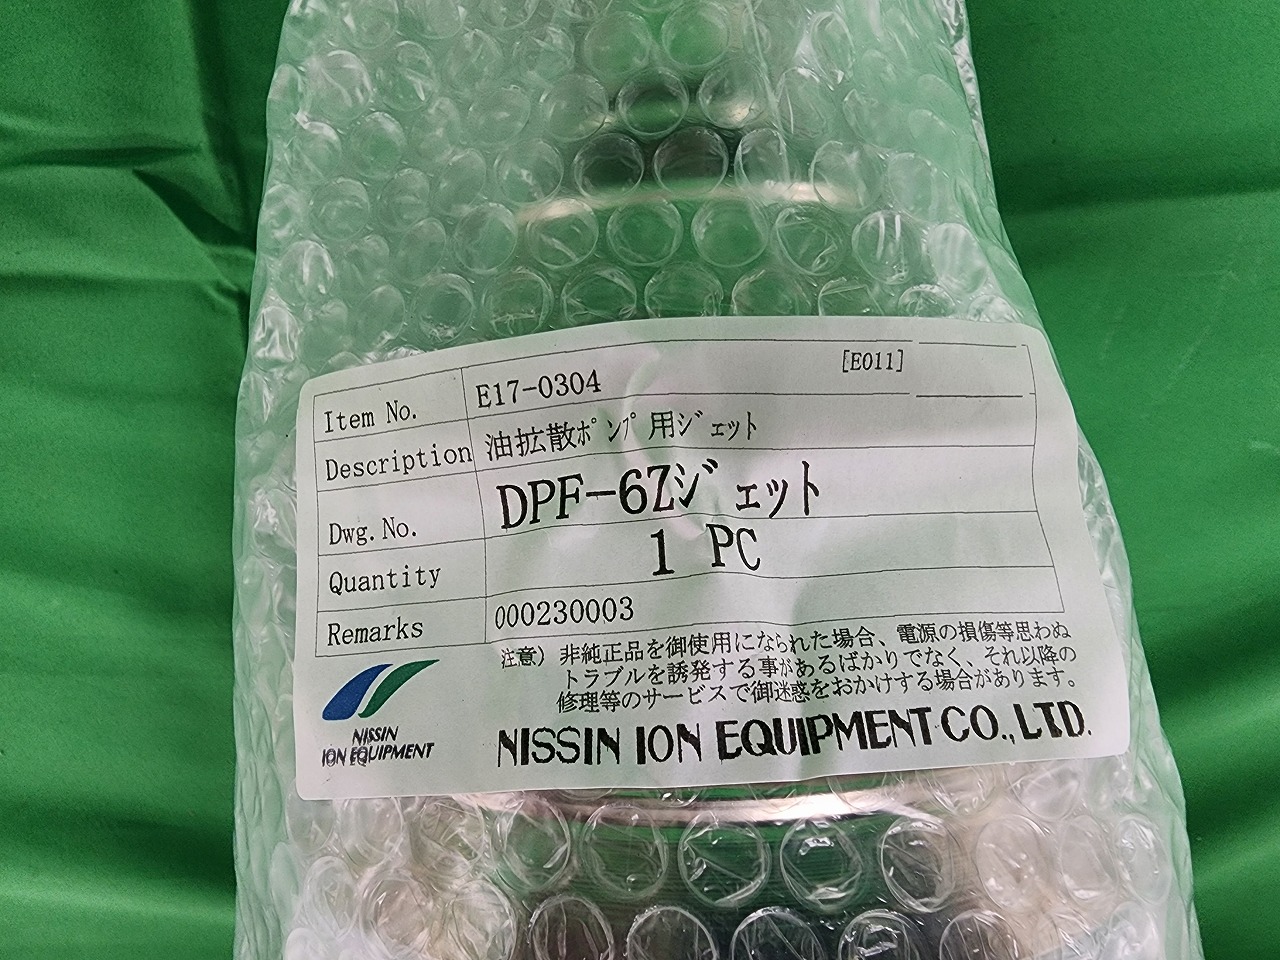 Item No. E17-0304 [E011]
Description 油拡散ﾎﾟﾝﾌﾟ用ｼﾞｪｯﾄ
Dwg.No. DPF-6Zｼﾞｪｯﾄ
Quantity 1 PC
Remarks 000230003
注意）非純正品を御使用になられた場合、電源の損傷等思わぬ
トラブルを誘発する事があるばかりでなく、それ以降の
修理等のサービスで御迷惑をおかけする場合があります。
NISSIN
ION EQUIPMENT
NISSIN ION EQUIPMENT CO., LTD.